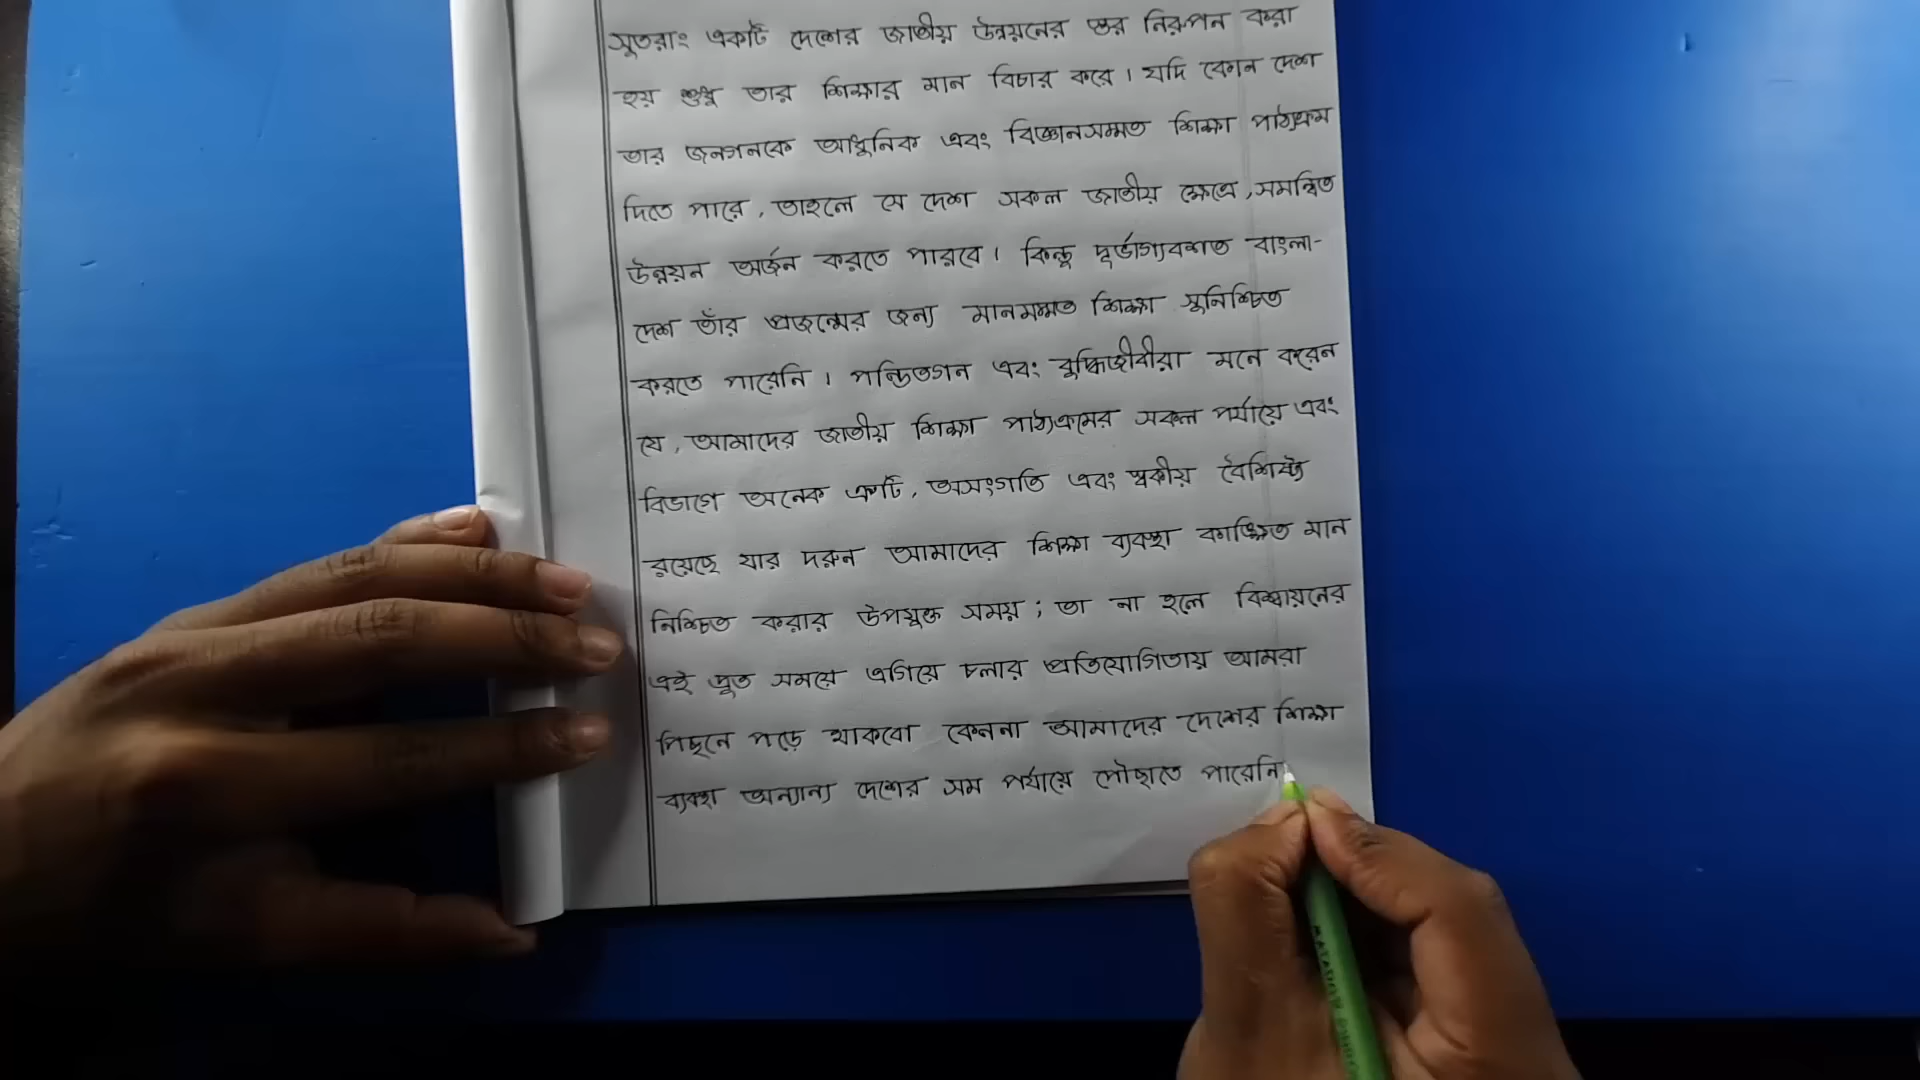 সুতরাং একটি দেশের জাতীয় উন্নয়নের স্তর নিরূপন করা
হয় শুধু তার শিক্ষার মান বিচার করে। যদি কোন দেশ
তার জনগনকে আধুনিক এবং বিজ্ঞানসম্মত শিক্ষা পাঠ্যক্রম
দিতে পারে, তাহলে সে দেশ সকল জাতীয় ক্ষেত্রে, সমন্বিত
উন্নয়ন অর্জন করতে পারবে। কিন্তু দুর্ভাগ্যবশত বাংলা-
দেশ তাঁর প্রজন্মের জন্য মানসম্মত শিক্ষা সুনিশ্চিত
করতে পারেনি। পন্ডিতগন এবং বুদ্ধিজীবীরা মনে করেন
যে, আমাদের জাতীয় শিক্ষা পাঠ্যক্রমের সকল পর্যায়ে এবং
বিভাগে অনেক ত্রুটি, অসংগতি এবং স্বকীয় বৈশিষ্ট্য
রয়েছে যার দরুন আমাদের শিক্ষা ব্যবস্থা কাঙ্ক্ষিত মান
নিশ্চিত করার উপযুক্ত সময়; তা না হলে বিশ্বায়নের
এই দ্রুত সময়ে এগিয়ে চলার প্রতিযোগিতায় আমরা
পিছনে পড়ে থাকবো কেননা আমাদের দেশের শিক্ষা
ব্যবস্থা অন্যান্য দেশের সম পর্যায়ে পৌছাতে পারেনি